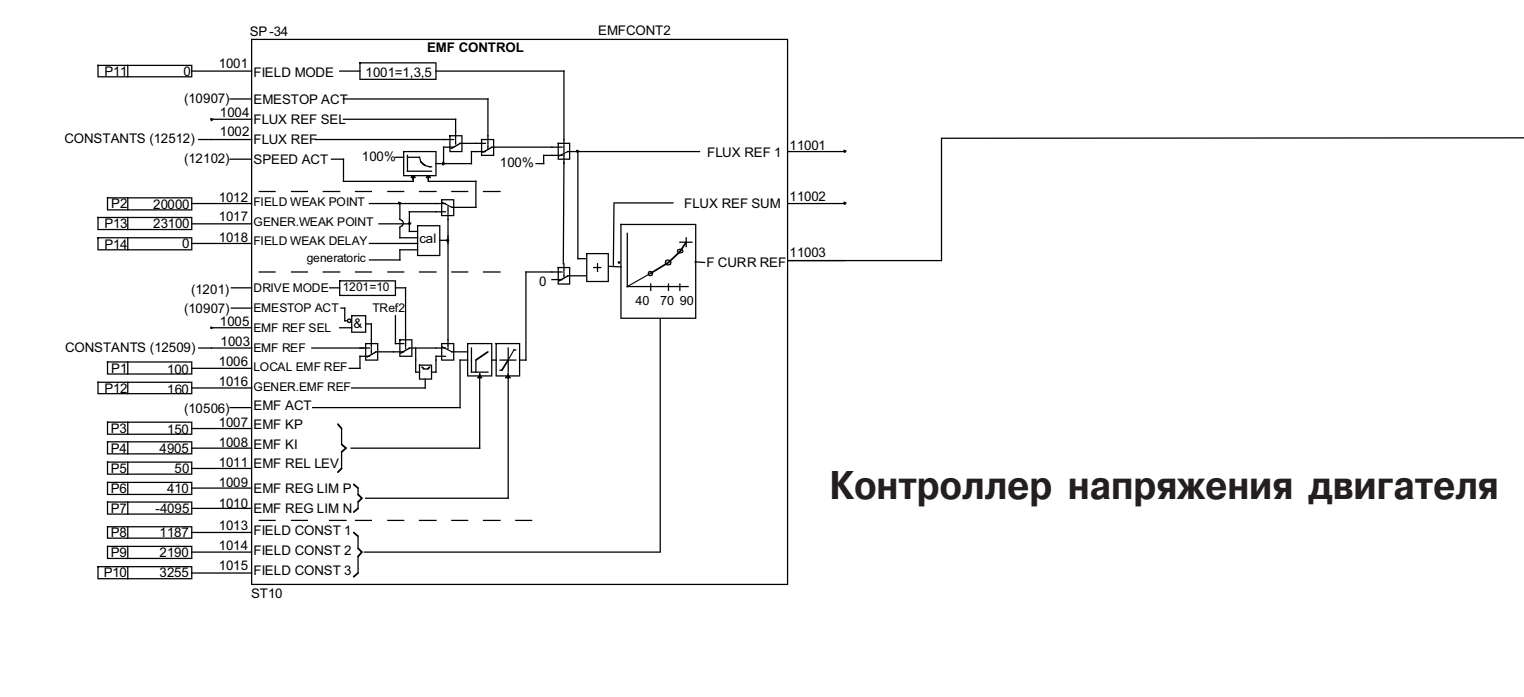 SP-34 EMFCONT2
EMF CONTROL
P11 0 1001 FIELD MODE 1001=1,3,5
(10907) EMESTOP ACT
1004 FLUX REF SEL
CONSTANTS (12512) 1002 FLUX REF
(12102) SPEED ACT 100% 100% FLUX REF 1 11001
P2 20000 1012 FIELD WEAK POINT FLUX REF SUM 11002
P13 23100 1017 GENER.WEAK POINT
P14 0 1018 FIELD WEAK DELAY cal
generatoric F CURR REF 11003
0 +
40 70 90
(1201) DRIVE MODE 1201=10
(10907) EMESTOP ACT TRef2
1005 EMF REF SEL &
CONSTANTS (12509) 1003 EMF REF
P1 100 1006 LOCAL EMF REF
P12 160 1016 GENER.EMF REF
(10506) EMF ACT
P3 150 1007 EMF KP
P4 4905 1008 EMF KI
P5 50 1011 EMF REL LEV
P6 410 1009 EMF REG LIM P
P7 -4095 1010 EMF REG LIM N
P8 1187 1013 FIELD CONST 1
P9 2190 1014 FIELD CONST 2
P10 3255 1015 FIELD CONST 3
ST10
Контроллер напряжения двигателя